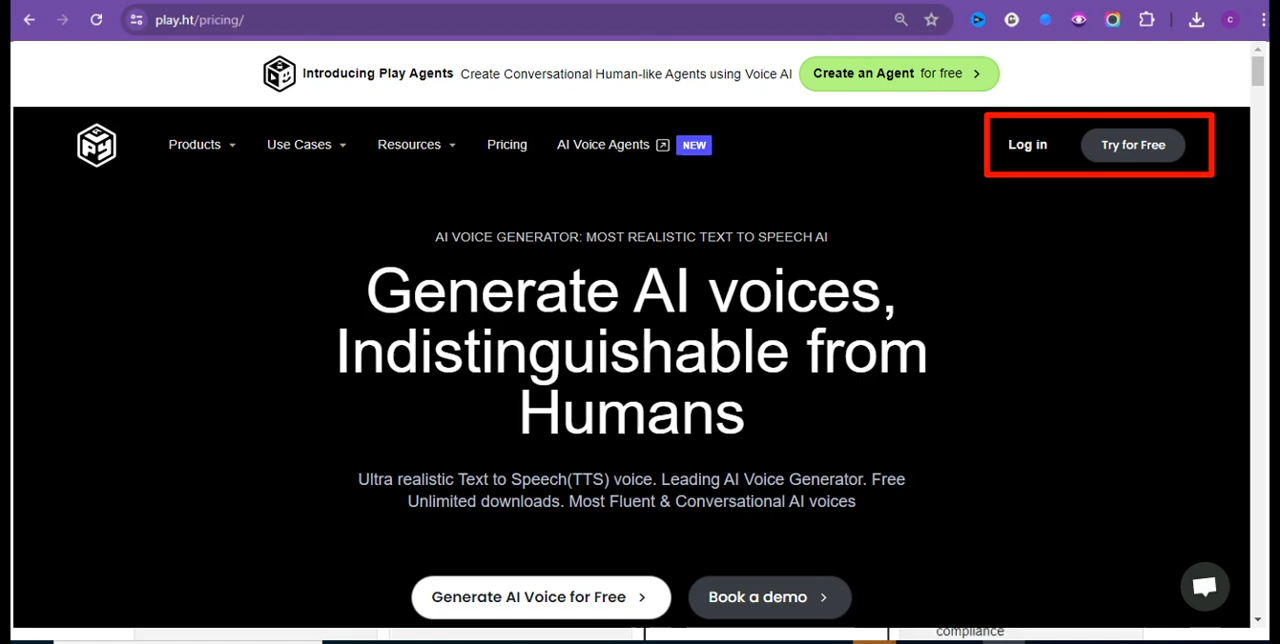 play.ht/pricing/
c
Introducing Play Agents Create Conversational Human-like Agents using Voice AI Create an Agent for free
Products Use Cases Resources Pricing AI Voice Agents NEW Log in Try for Free
AI VOICE GENERATOR: MOST REALISTIC TEXT TO SPEECH AI
Generate AI voices,
Indistinguishable from
Humans
Ultra realistic Text to Speech(TTS) voice. Leading AI Voice Generator. Free
Unlimited downloads. Most Fluent & Conversational AI voices
Generate AI Voice for Free Book a demo
compliance